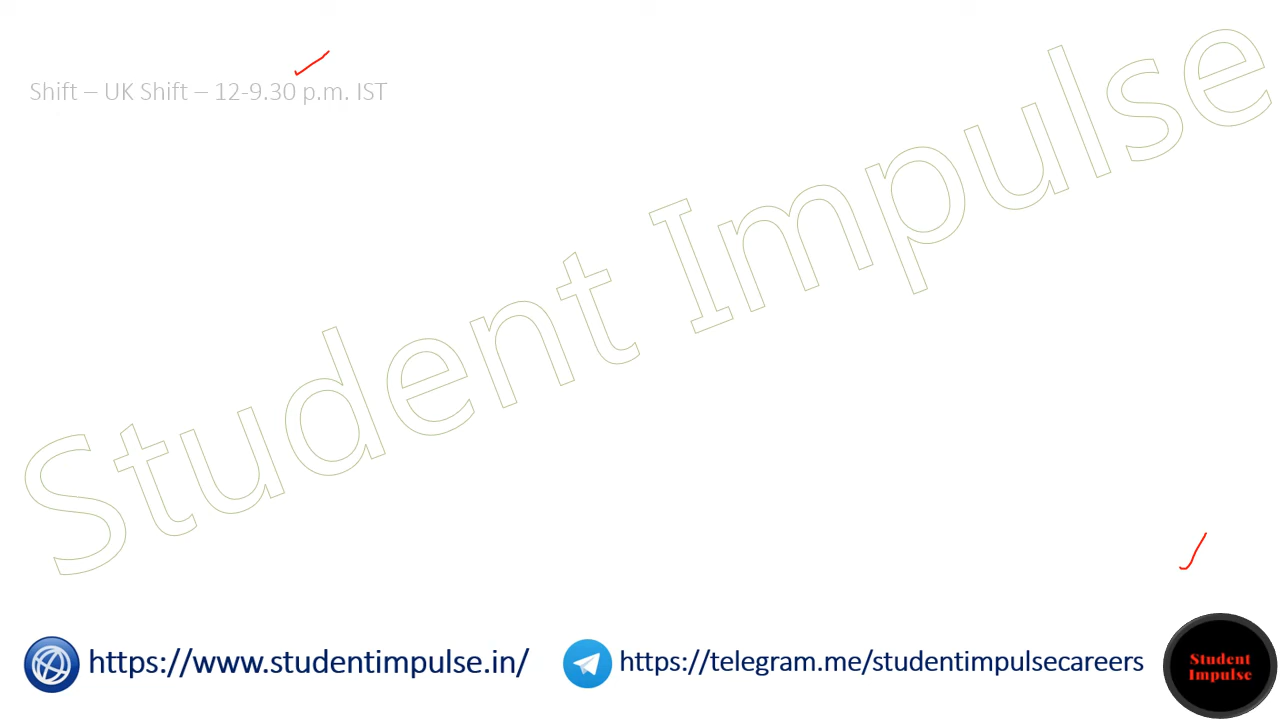 Shift – UK Shift – 12-9.30 p.m. IST
Student Impulse
https://www.studentimpulse.in/
https://telegram.me/studentimpulsecareers
Student
Impulse